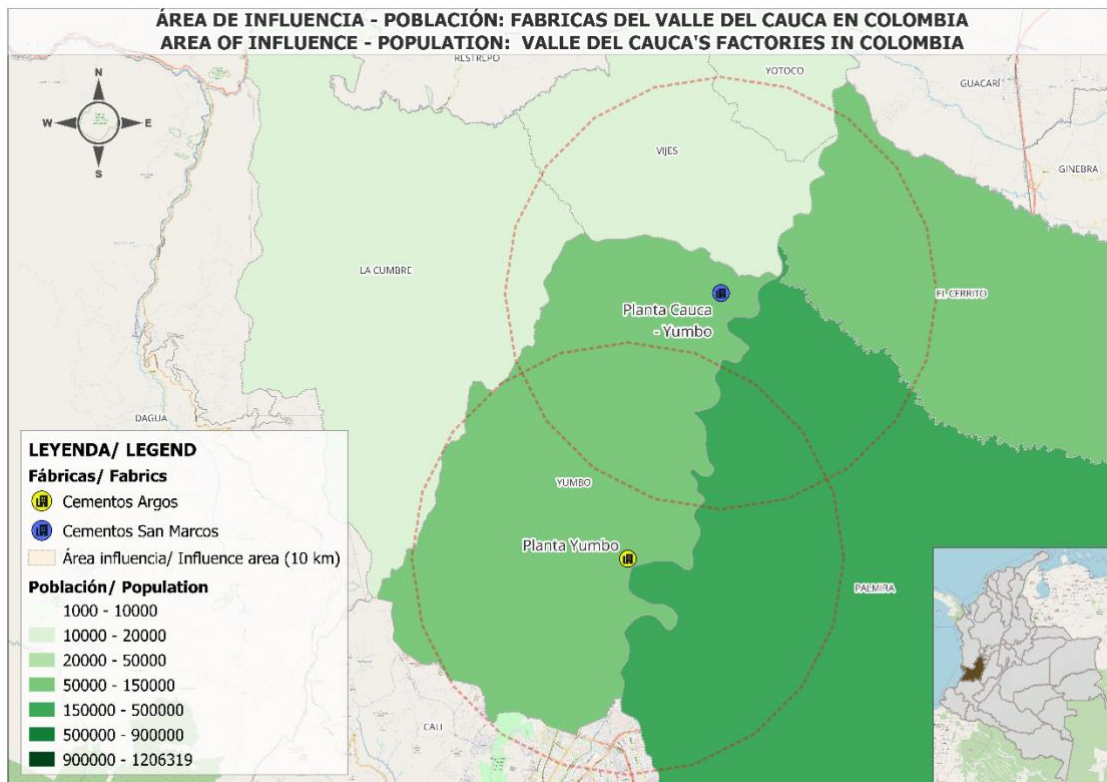 ÁREA DE INFLUENCIA - POBLACIÓN: FABRICAS DEL VALLE DEL CAUCA EN COLOMBIA
AREA OF INFLUENCE - POPULATION: VALLE DEL CAUCA'S FACTORIES IN COLOMBIA
RESTREPO
YOTOCO
GUACARÍ
N
W
E
S
VIJES
GINEBRA
LA CUMBRE
EL CERRITO
Planta Cauca
- Yumbo
DAGUA
YUMBO
Planta Yumbo
PALMIRA
CALI
LEYENDA/ LEGEND
Fábricas/ Fabrics
Cementos Argos
Cementos San Marcos
Área influencia/ Influence area (10 km)
Población/ Population
1000 - 10000
10000 - 20000
20000 - 50000
50000 - 150000
150000 - 500000
500000 - 900000
900000 - 1206319